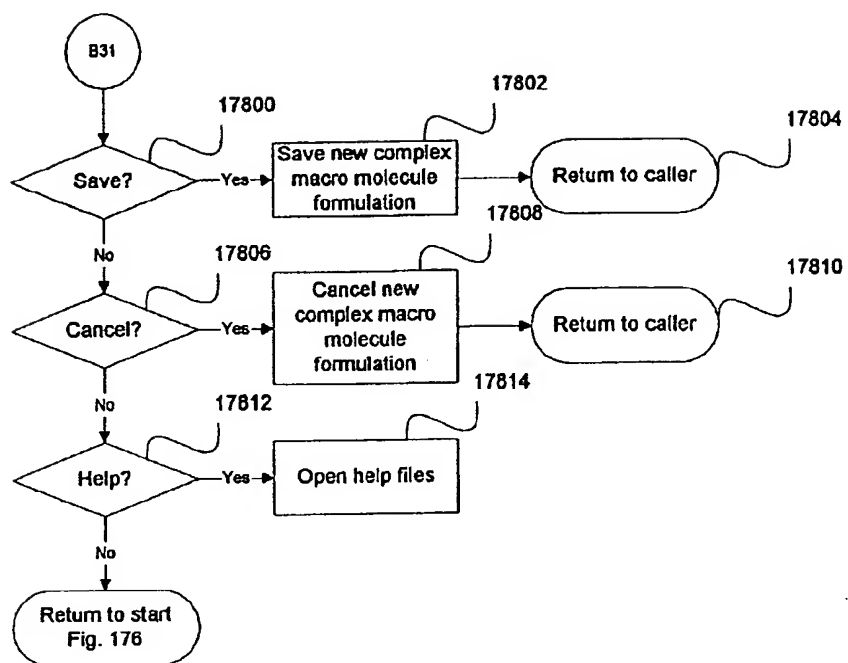 B31
17800
Save?
Yes
17802
Save new complex
macro molecule
formulation
17804
Return to caller
No
17806
Cancel?
Yes
17808
Cancel new
complex macro
molecule
formulation
17810
Return to caller
No
17812
Help?
Yes
17814
Open help files
No
Return to start
Fig. 176